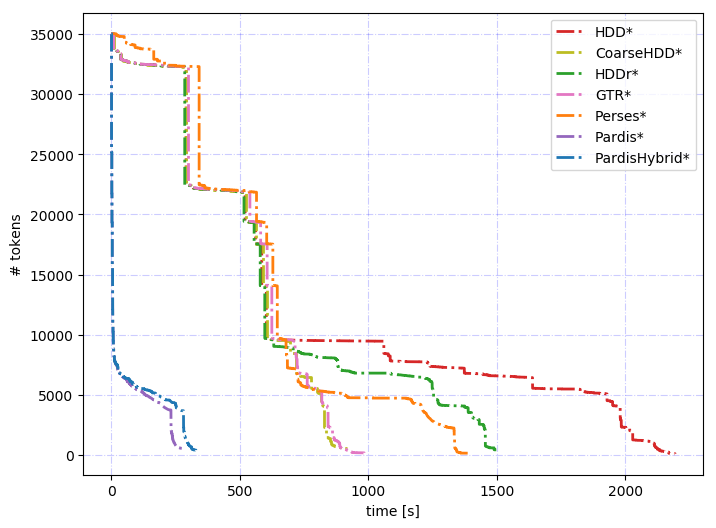 HDD*
CoarseHDD*
HDDr*
GTR*
Perses*
Pardis*
PardisHybrid*
35000
30000
25000
20000
15000
10000
5000
0
# tokens
0 500 1000 1500 2000
time [s]